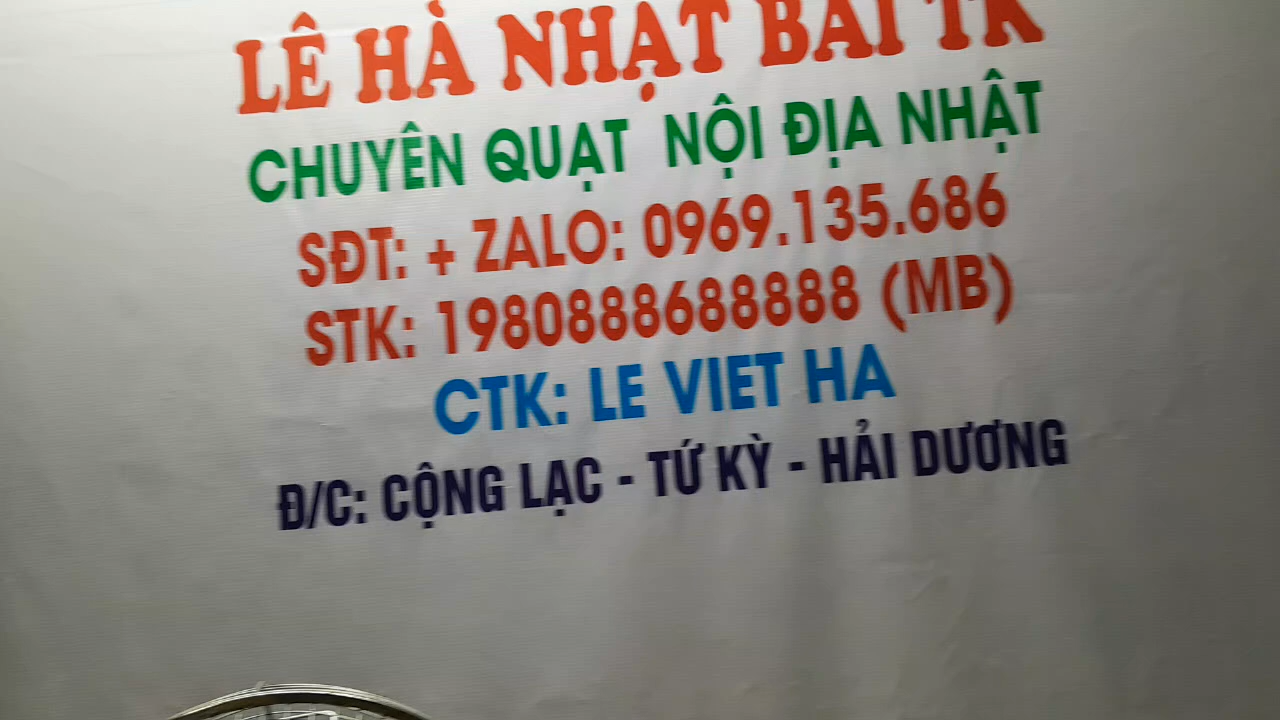 LÊ HÀ NHẬT BÃI TK
CHUYÊN QUẠT NỘI ĐỊA NHẬT
SĐT: + ZALO: 0969.135.686
STK: 1980888688888 (MB)
CTK: LE VIET HA
Đ/C: CỘNG LẠC - TỨ KỲ - HẢI DƯƠNG